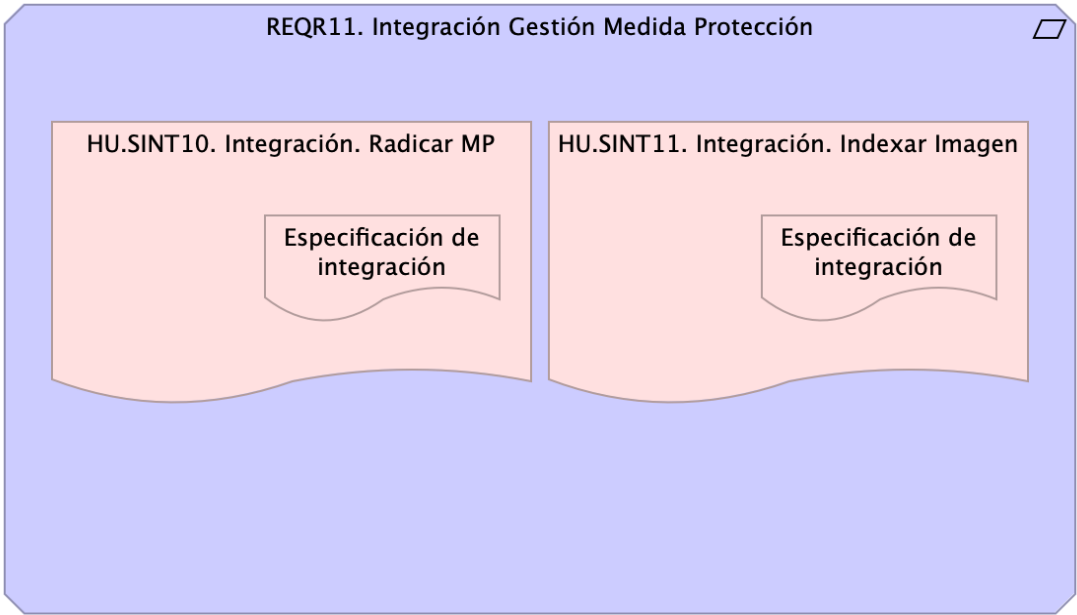 REQR11. Integración Gestión Medida Protección
HU.SINT10. Integración. Radicar MP
Especificación de
integración
HU.SINT11. Integración. Indexar Imagen
Especificación de
integración